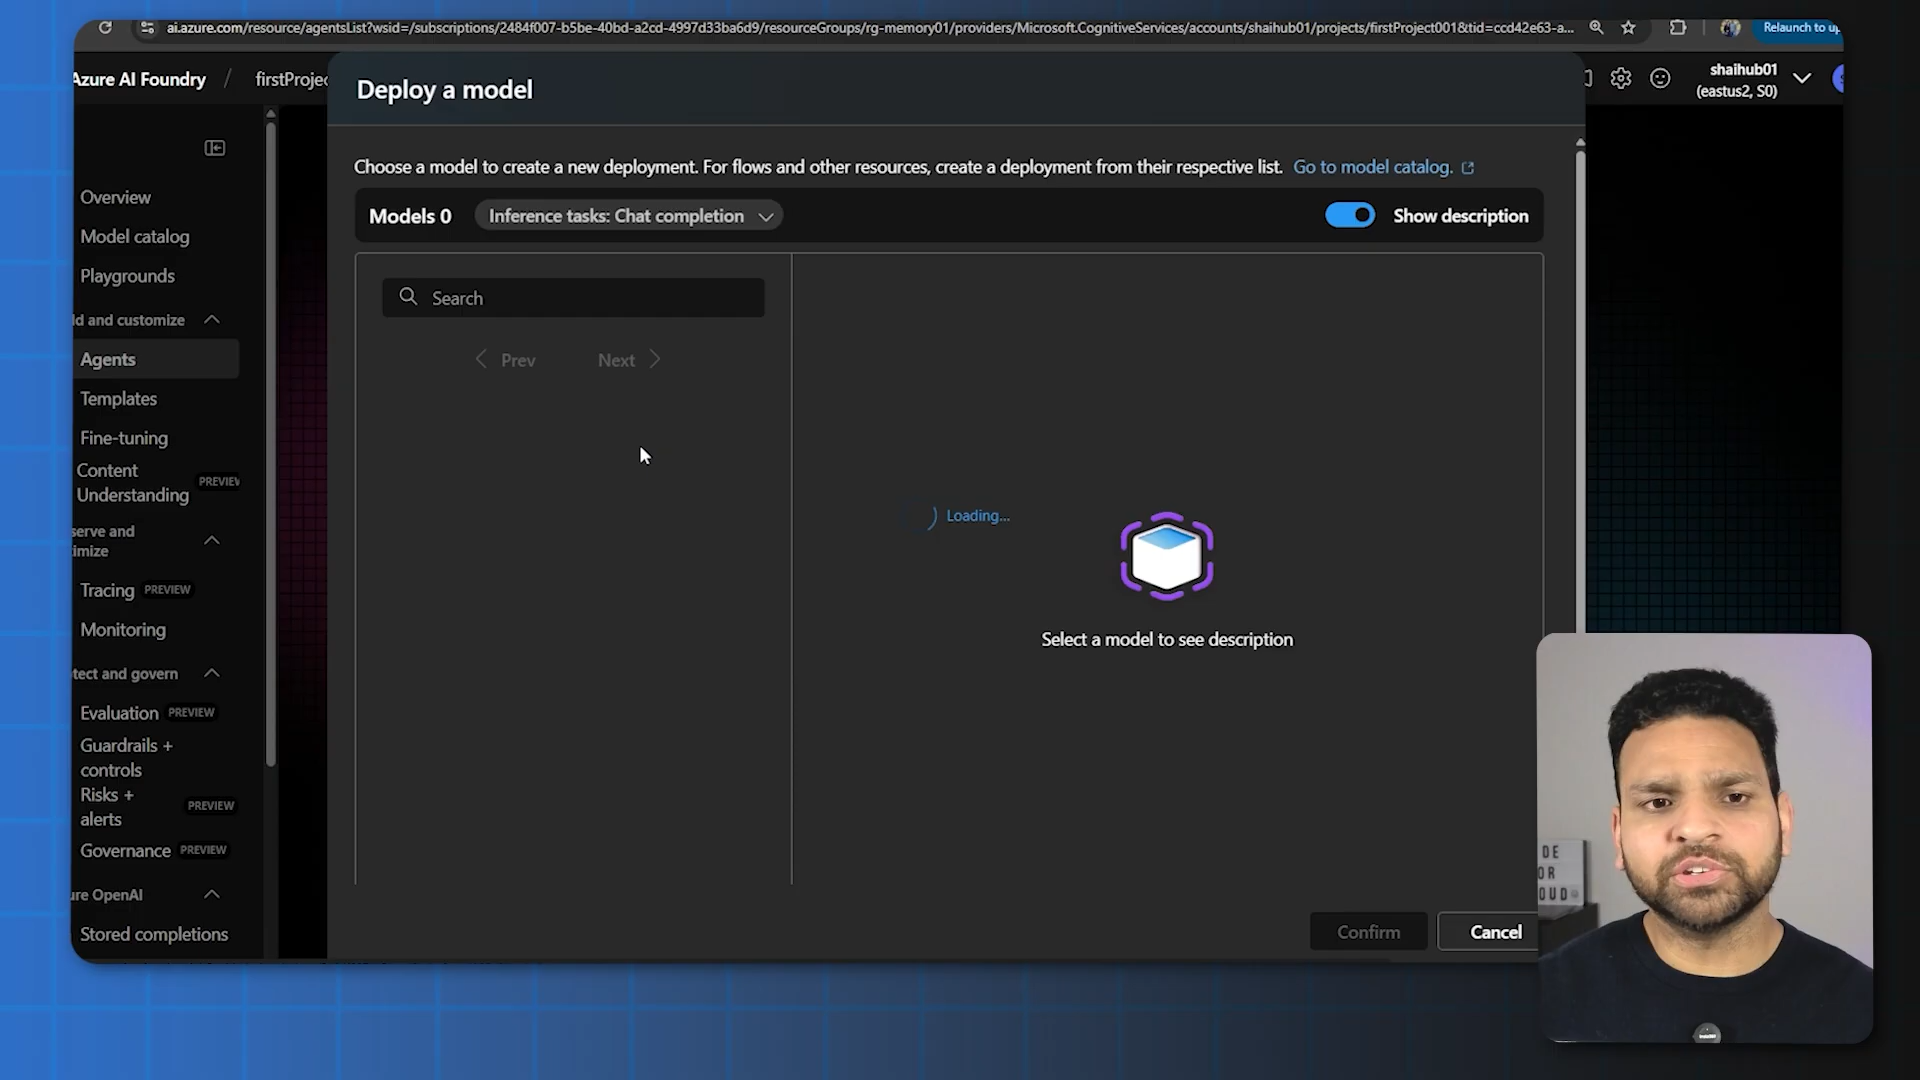 ai.azure.com/resource/agentsList?wsid=/subscriptions/2484f007-b5be-40bd-a2cd-4997d33ba6d9/resourceGroups/rg-memory01/providers/Microsoft.CognitiveServices/accounts/shaihub01/projects/firstProject001&tid=ccd42e63-a...
Relaunch to up
Azure AI Foundry / firstProjec
Deploy a model
shaihub01
(eastus2, S0)
Choose a model to create a new deployment. For flows and other resources, create a deployment from their respective list. Go to model catalog.
Models 0
Inference tasks: Chat completion
Show description
Search
Prev
Next
Loading...
Select a model to see description
Confirm
Cancel
Overview
Model catalog
Playgrounds
ld and customize
Agents
Templates
Fine-tuning
Content
Understanding PREVIEW
serve and
imize
Tracing PREVIEW
Monitoring
tect and govern
Evaluation PREVIEW
Guardrails +
controls
Risks +
alerts PREVIEW
Governance PREVIEW
ure OpenAI
Stored completions
DE
OR
OUD